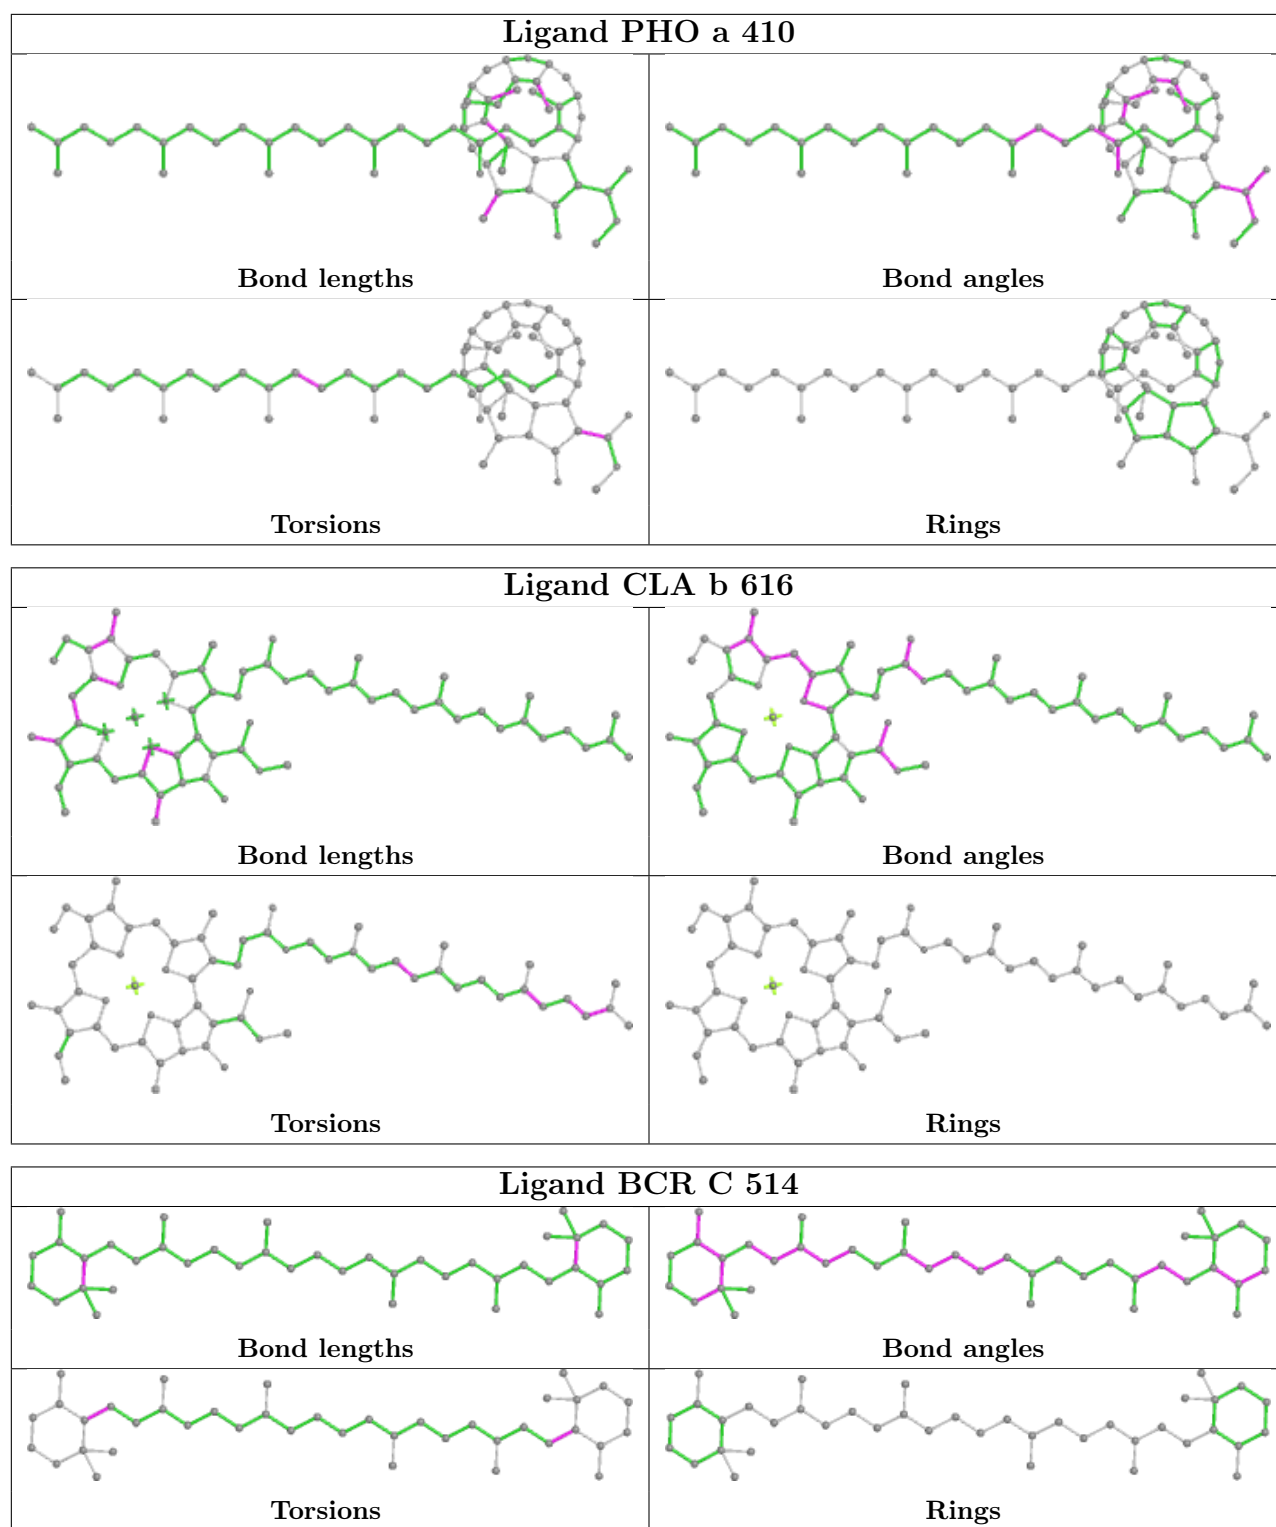 Ligand PHO a 410
Bond lengths
Bond angles
Torsions
Rings
Ligand CLA b 616
Bond lengths
Bond angles
Torsions
Rings
Ligand BCR C 514
Bond lengths
Bond angles
Torsions
Rings